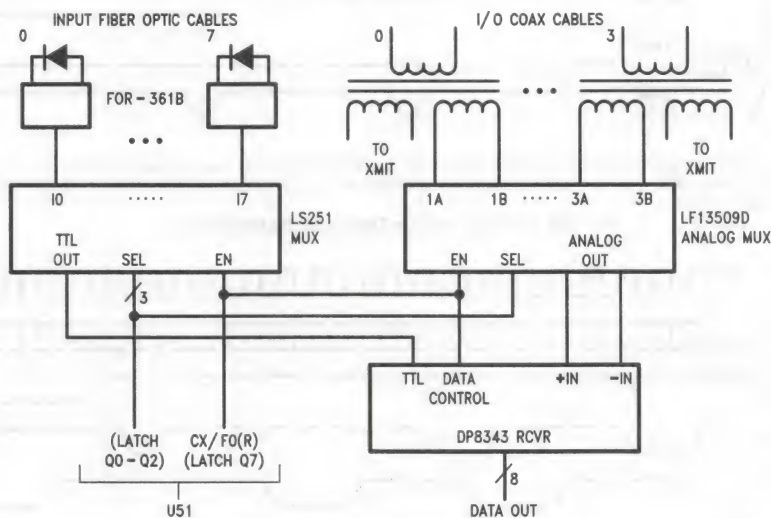 INPUT FIBER OPTIC CABLES
I/O COAX CABLES
0
7
0
3
FOR-361B
TO
XMIT
TO
XMIT
I0
.....
I7
1A
1B
.....
3A
3B
LS251
MUX
LF13509D
ANALOG MUX
TTL
OUT
SEL
EN
EN
SEL
ANALOG
OUT
3
TTL
DATA
CONTROL
+IN
-IN
DP8343 RCVR
(LATCH
Q0-Q2)
CX/FO(R)
(LATCH Q7)
8
U51
DATA OUT